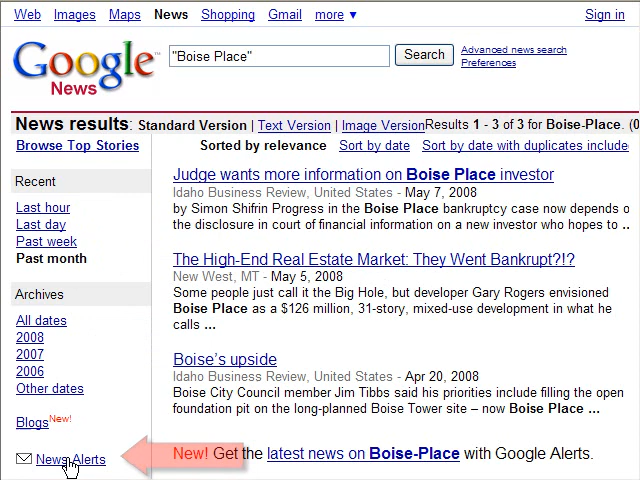 Web Images Maps News Shopping Gmail more ▼ Sign in
Google™
News
"Boise Place"
Search
Advanced news search
Preferences
News results: Standard Version | Text Version | Image Version Results 1 - 3 of 3 for Boise-Place. (0
Browse Top Stories
Sorted by relevance Sort by date Sort by date with duplicates include
Recent
Last hour
Last day
Past week
Past month
Archives
All dates
2008
2007
2006
Other dates
Blogs New!
News Alerts
Judge wants more information on Boise Place investor
Idaho Business Review, United States - May 7, 2008
by Simon Shifrin Progress in the Boise Place bankruptcy case now depends o
the disclosure in court of financial information on a new investor who hopes to ..
The High-End Real Estate Market: They Went Bankrupt?!?
New West, MT - May 5, 2008
Some people just call it the Big Hole, but developer Gary Rogers envisioned
Boise Place as a $126 million, 31-story, mixed-use development in what he
calls ...
Boise's upside
Idaho Business Review, United States - Apr 20, 2008
Boise City Council member Jim Tibbs said his priorities include filling the open
foundation pit on the long-planned Boise Tower site – now Boise Place ...
New! Get the latest news on Boise-Place with Google Alerts.